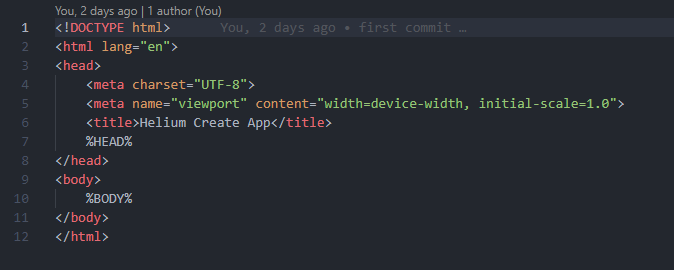 You, 2 days ago | 1 author (You)
1 <!DOCTYPE html> You, 2 days ago • first commit …
2 <html lang="en">
3 <head>
4 <meta charset="UTF-8">
5 <meta name="viewport" content="width=device-width, initial-scale=1.0">
6 <title>Helium Create App</title>
7 %HEAD%
8 </head>
9 <body>
10 %BODY%
11 </body>
12 </html>